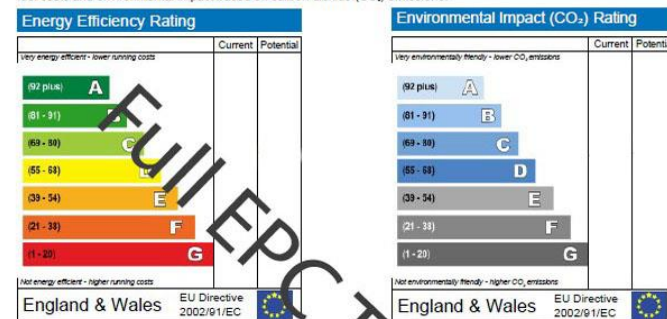 Energy Efficiency Rating
Current Potential
Very energy efficient - lower running costs
(92 plus) A
(81 - 91) B
(69 - 80) C
(55 - 68) D
(39 - 54) E
(21 - 38) F
(1 - 20) G
Not energy efficient - higher running costs
England & Wales
EU Directive
2002/91/EC
Environmental Impact (CO₂) Rating
Current
Very environmentally friendly - lower CO₂ emissions
(92 plus) A
(81 - 91) B
(69 - 80) C
(55 - 68) D
(39 - 54) E
(21 - 38) F
(1 - 20) G
Not environmentally friendly - higher CO₂ emissions
England & Wales
EU Directive
2002/91/EC
Full EPC